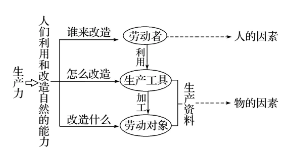 生产力
人们利用和改造自然的能力
谁来改造
劳动者
人的因素
利用
怎么改造
生产工具
加工
生产资料
物的因素
改造什么
劳动对象